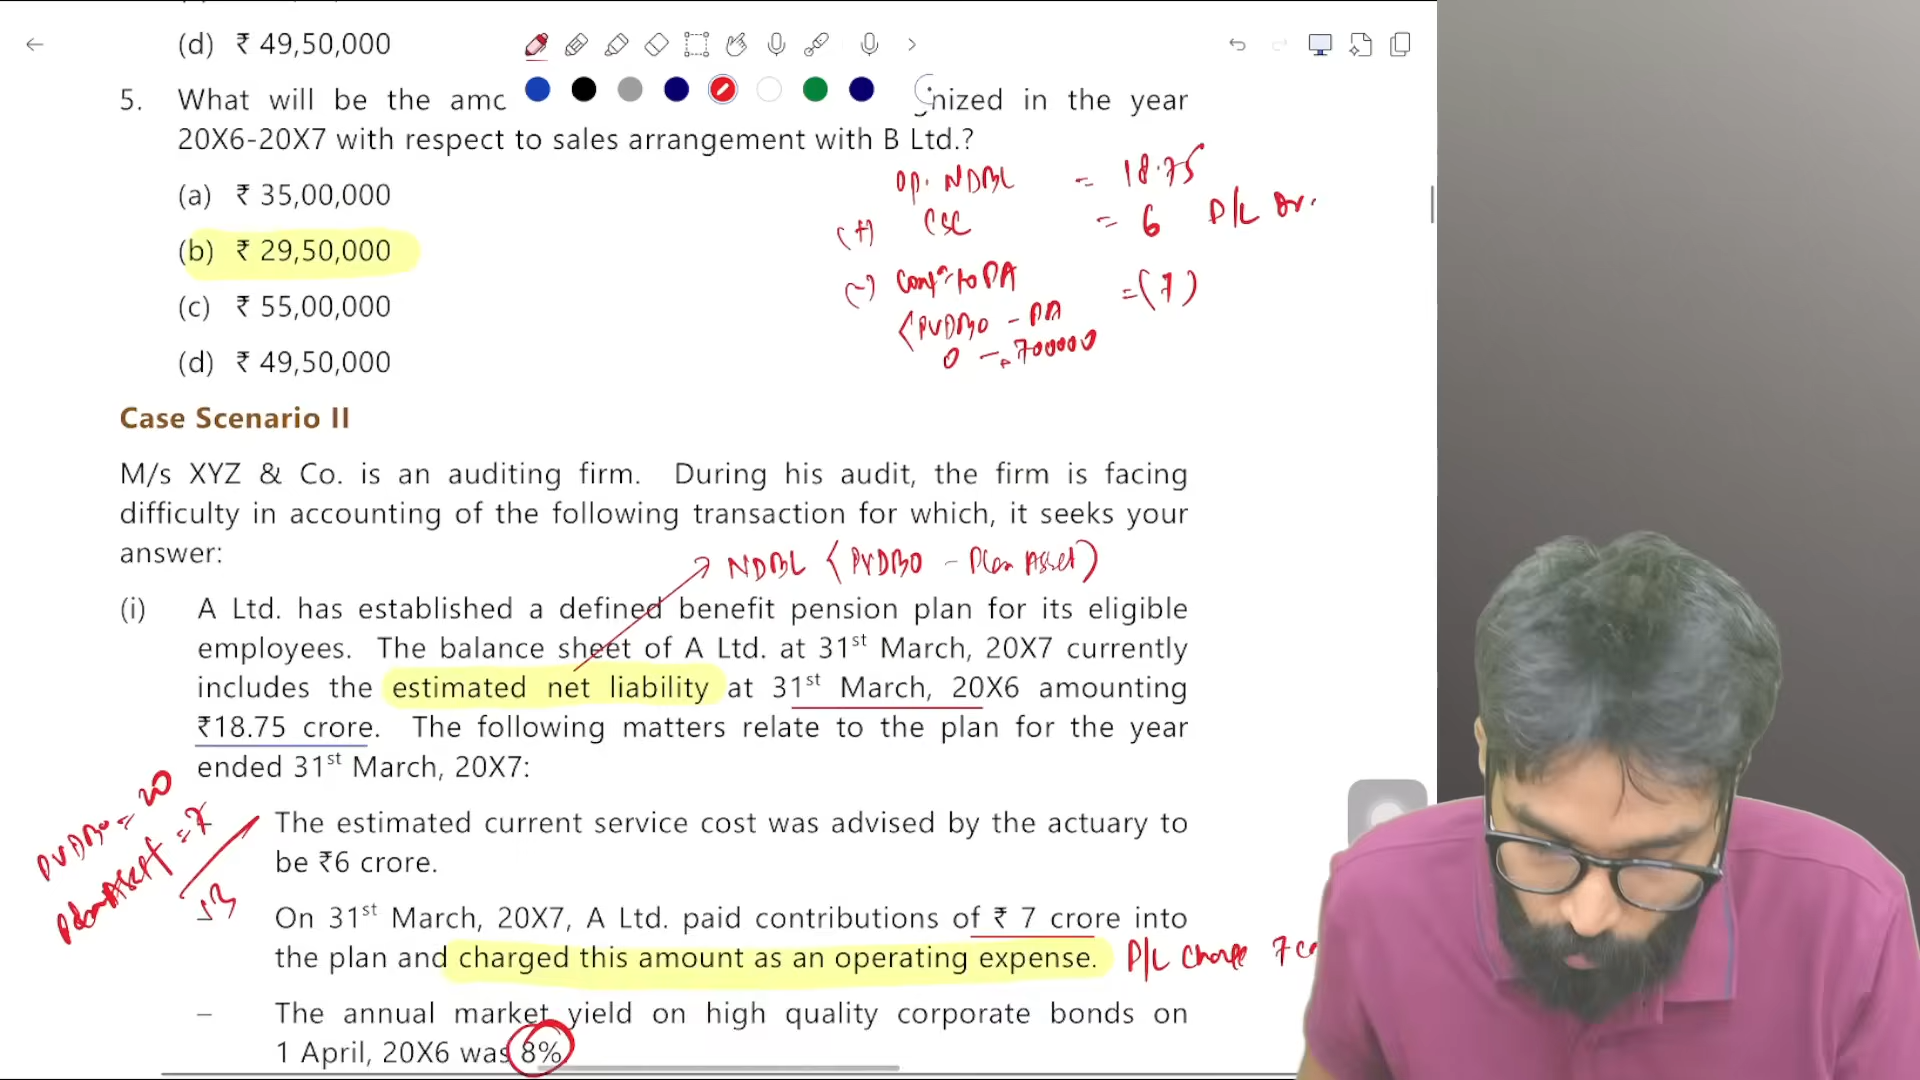 (d) ₹ 49,50,000
5. What will be the amo
nized in the year
20X6-20X7 with respect to sales arrangement with B Ltd.?
(a) ₹ 35,00,000
(b) ₹ 29,50,000
(c) ₹ 55,00,000
(d) ₹ 49,50,000
Op. NDBL = 18.75
(+) CSC = 6 P/L Dr.
(-) Contn to PA = (7)
(PVDBO - PA
0 - 700000
Case Scenario II
M/s XYZ & Co. is an auditing firm. During his audit, the firm is facing
difficulty in accounting of the following transaction for which, it seeks your
answer:
NDBL (PVDBO - Plan Asset)
(i) A Ltd. has established a defined benefit pension plan for its eligible
employees. The balance sheet of A Ltd. at 31st March, 20X7 currently
includes the estimated net liability at 31st March, 20X6 amounting
₹18.75 crore. The following matters relate to the plan for the year
ended 31st March, 20X7:
PVDBO = 20
Plan Asset = 7
13
The estimated current service cost was advised by the actuary to
be ₹6 crore.
On 31st March, 20X7, A Ltd. paid contributions of ₹ 7 crore into
the plan and charged this amount as an operating expense. P/L charge 7
– The annual market yield on high quality corporate bonds on
1 April, 20X6 was 8%